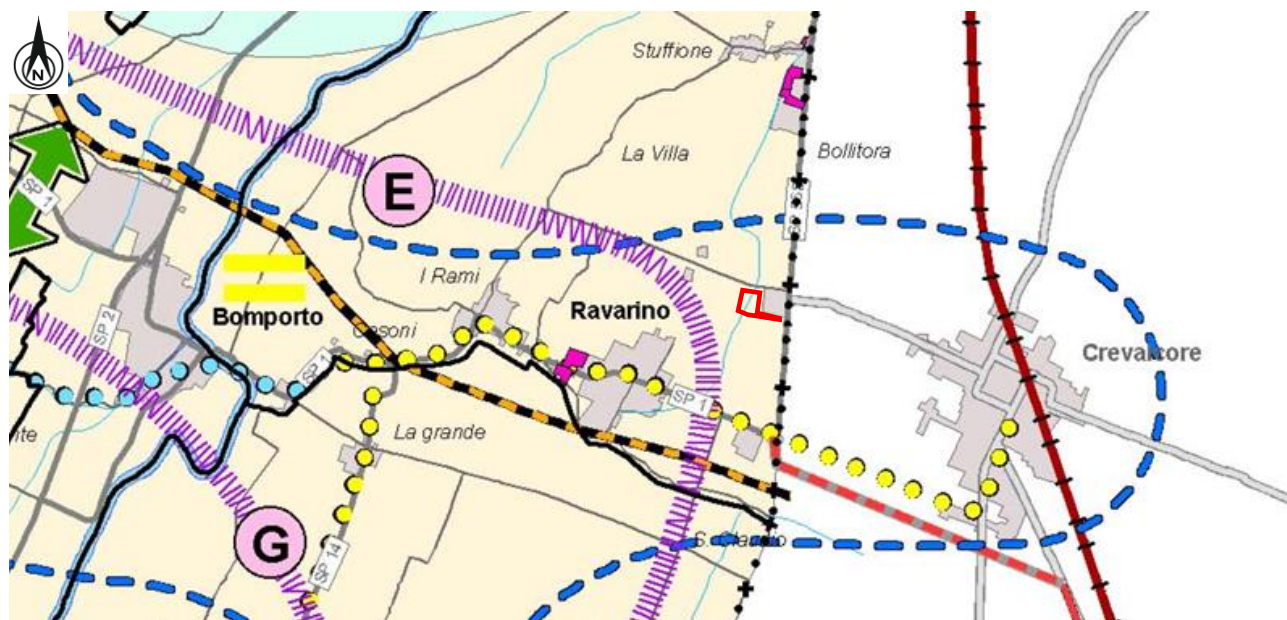 Stuffione
N
La Villa
Bollitora
E
SP 1
I Rami
SP 2
Bomporto
Ravarino
Cesoni
SP 1
Crevalcore
SP 1
La grande
G
SP 14